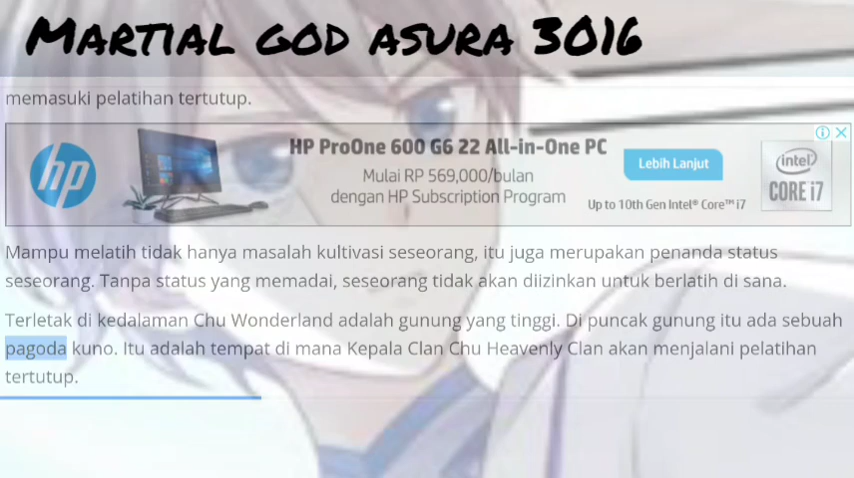 MARTIAL GOD ASURA 3016
memasuki pelatihan tertutup.
hp
HP ProOne 600 G6 22 All-in-One PC
Mulai RP 569,000/bulan
dengan HP Subscription Program
Lebih Lanjut
Up to 10th Gen Intel® Core™ i7
intel
CORE i7
Mampu melatih tidak hanya masalah kultivasi seseorang, itu juga merupakan penanda status
seseorang. Tanpa status yang memadai, seseorang tidak akan diizinkan untuk berlatih di sana.
Terletak di kedalaman Chu Wonderland adalah gunung yang tinggi. Di puncak gunung itu ada sebuah
pagoda kuno. Itu adalah tempat di mana Kepala Clan Chu Heavenly Clan akan menjalani pelatihan
tertutup.